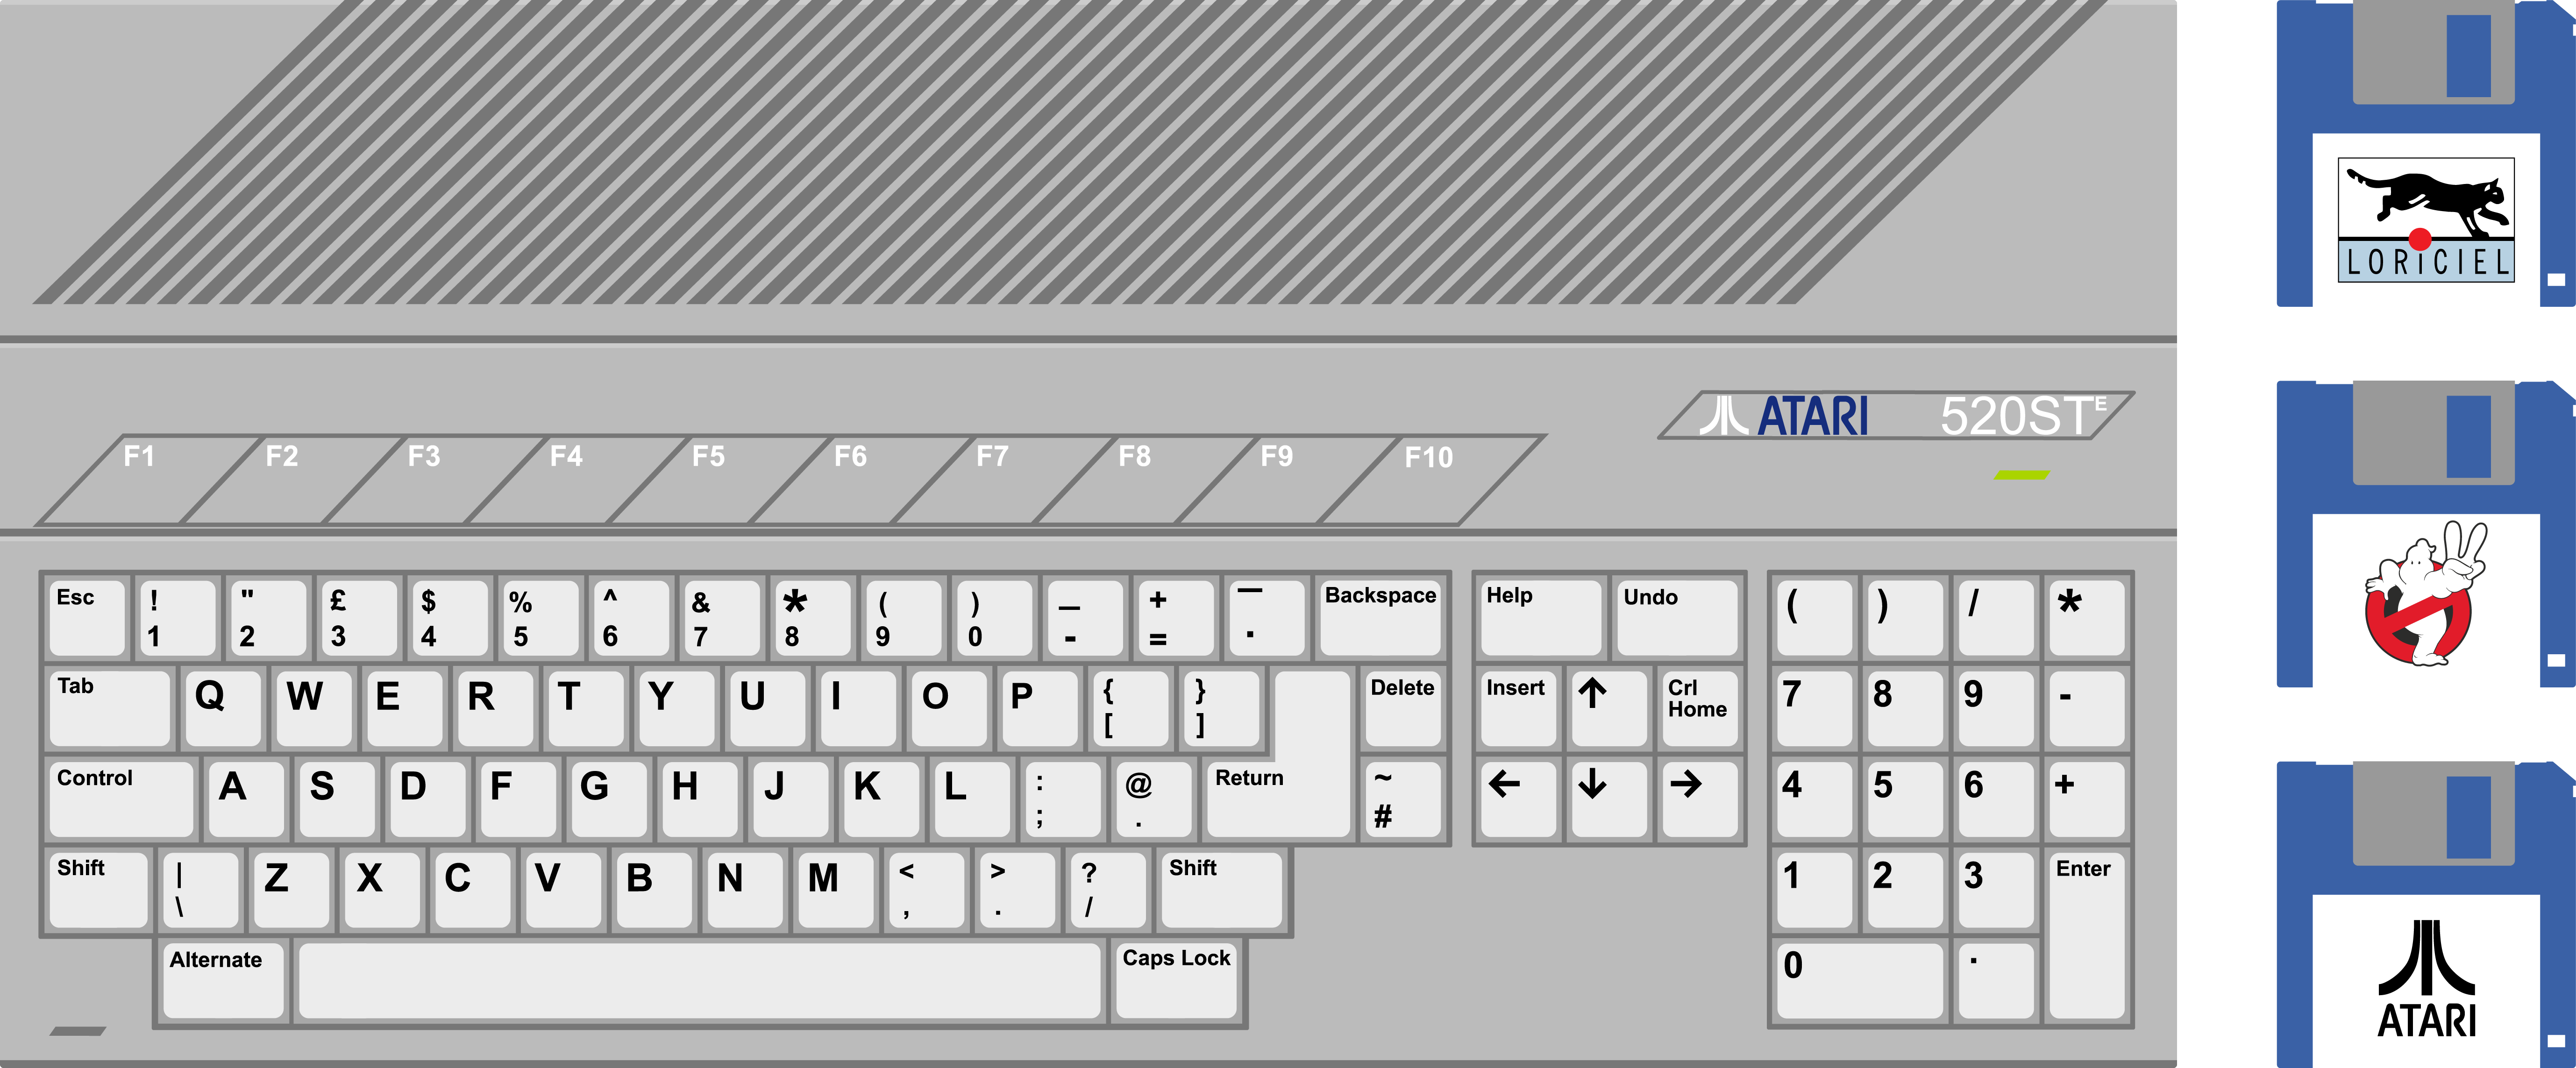 LORICIEL
ATARI 520STE
F1 F2 F3 F4 F5 F6 F7 F8 F9 F10
Esc ! " £ $ % ^ & * ( ) _ + — Backspace Help Undo ( ) / *
1 2 3 4 5 6 7 8 9 0 - = .
Tab Q W E R T Y U I O P { } Delete Insert ↑ Crl 7 8 9 -
[ ] Home
Control A S D F G H J K L : @ Return ~ ← ↓ → 4 5 6 +
; . #
Shift | Z X C V B N M < > ? Shift 1 2 3 Enter
\ , . /
Alternate Caps Lock 0 .
ATARI